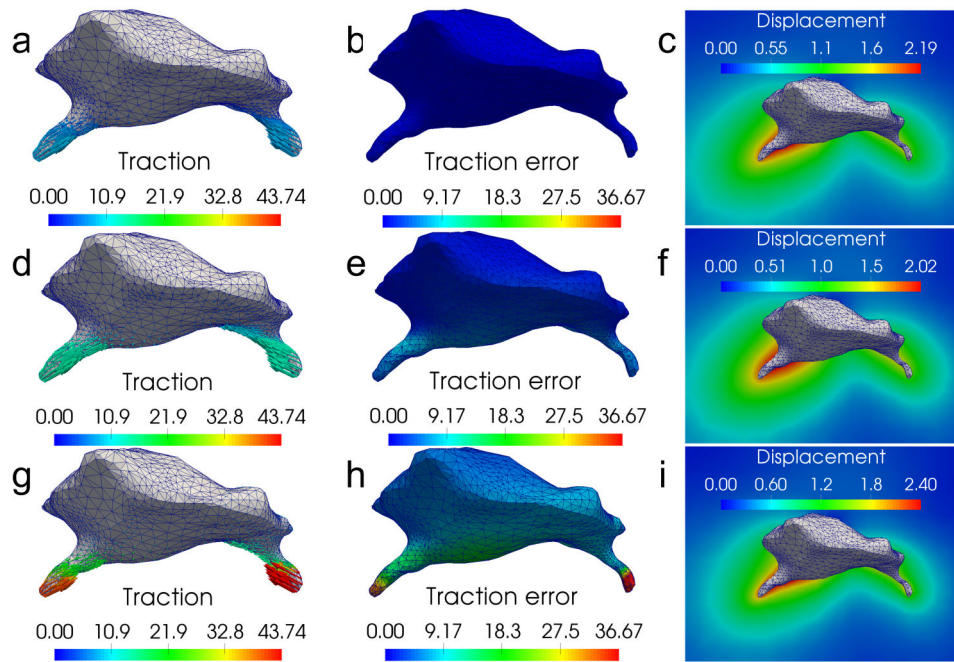 a b c
Displacement
0.00 0.55 1.1 1.6 2.19
Traction Traction error
0.00 10.9 21.9 32.8 43.74 0.00 9.17 18.3 27.5 36.67
d e f
Displacement
0.00 0.51 1.0 1.5 2.02
Traction Traction error
0.00 10.9 21.9 32.8 43.74 0.00 9.17 18.3 27.5 36.67
g h i
Displacement
0.00 0.60 1.2 1.8 2.40
Traction Traction error
0.00 10.9 21.9 32.8 43.74 0.00 9.17 18.3 27.5 36.67